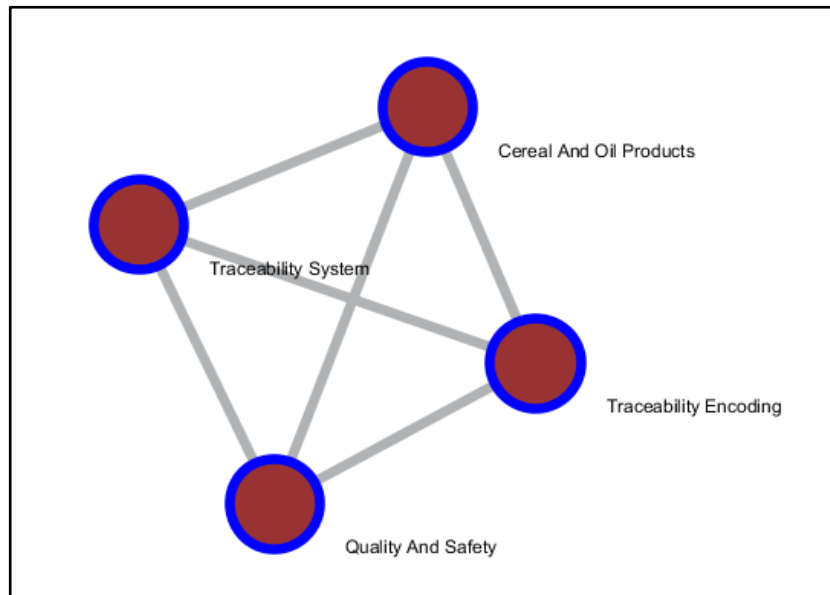 Cereal And Oil Products
Traceability System
Traceability Encoding
Quality And Safety